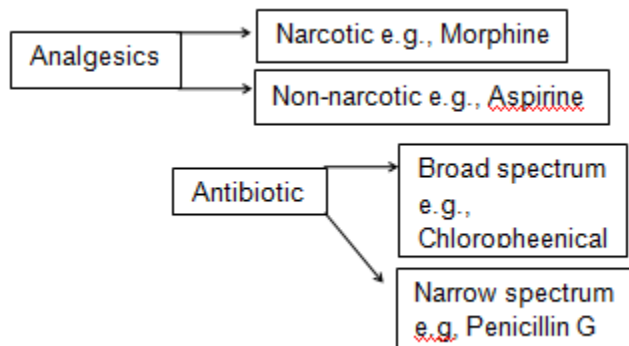 Analgesics
Narcotic e.g., Morphine
Non-narcotic e.g., Aspirine
Antibiotic
Broad spectrum
e.g.,
Chloropheenical
Narrow spectrum
e.g, Penicillin G